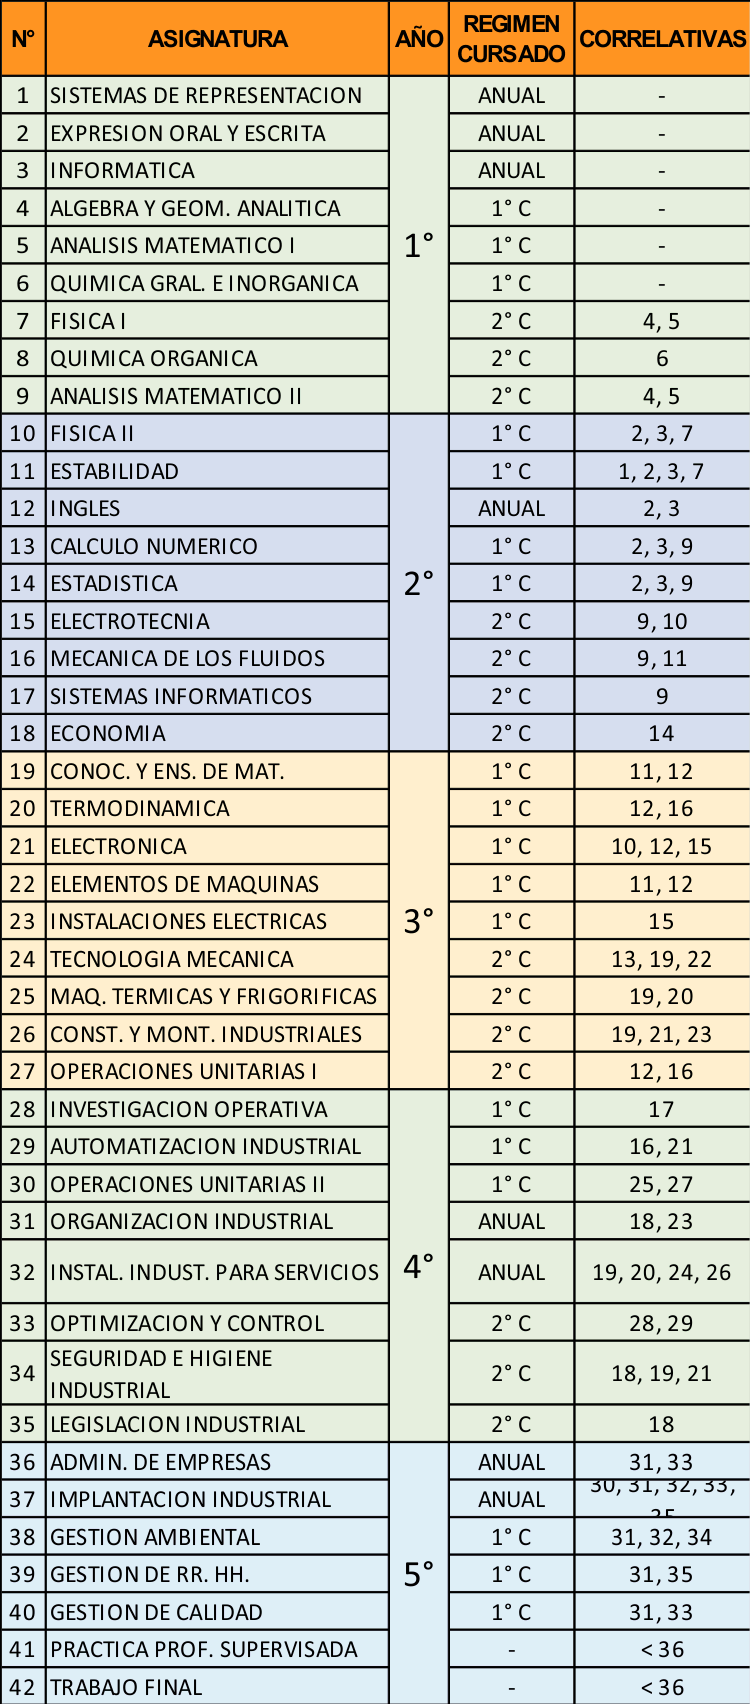 N° ASIGNATURA AÑO REGIMEN CURSADO CORRELATIVAS
1 SISTEMAS DE REPRESENTACION 1° ANUAL -
2 EXPRESION ORAL Y ESCRITA ANUAL -
3 INFORMATICA ANUAL -
4 ALGEBRA Y GEOM. ANALITICA 1° C -
5 ANALISIS MATEMATICO I 1° C -
6 QUIMICA GRAL. E INORGANICA 1° C -
7 FISICA I 2° C 4, 5
8 QUIMICA ORGANICA 2° C 6
9 ANALISIS MATEMATICO II 2° C 4, 5
10 FISICA II 2° 1° C 2, 3, 7
11 ESTABILIDAD 1° C 1, 2, 3, 7
12 INGLES ANUAL 2, 3
13 CALCULO NUMERICO 1° C 2, 3, 9
14 ESTADISTICA 1° C 2, 3, 9
15 ELECTROTECNIA 2° C 9, 10
16 MECANICA DE LOS FLUIDOS 2° C 9, 11
17 SISTEMAS INFORMATICOS 2° C 9
18 ECONOMIA 2° C 14
19 CONOC. Y ENS. DE MAT. 3° 1° C 11, 12
20 TERMODINAMICA 1° C 12, 16
21 ELECTRONICA 1° C 10, 12, 15
22 ELEMENTOS DE MAQUINAS 1° C 11, 12
23 INSTALACIONES ELECTRICAS 1° C 15
24 TECNOLOGIA MECANICA 2° C 13, 19, 22
25 MAQ. TERMICAS Y FRIGORIFICAS 2° C 19, 20
26 CONST. Y MONT. INDUSTRIALES 2° C 19, 21, 23
27 OPERACIONES UNITARIAS I 2° C 12, 16
28 INVESTIGACION OPERATIVA 4° 1° C 17
29 AUTOMATIZACION INDUSTRIAL 1° C 16, 21
30 OPERACIONES UNITARIAS II 1° C 25, 27
31 ORGANIZACION INDUSTRIAL ANUAL 18, 23
32 INSTAL. INDUST. PARA SERVICIOS ANUAL 19, 20, 24, 26
33 OPTIMIZACION Y CONTROL 2° C 28, 29
34 SEGURIDAD E HIGIENE INDUSTRIAL 2° C 18, 19, 21
35 LEGISLACION INDUSTRIAL 2° C 18
36 ADMIN. DE EMPRESAS 5° ANUAL 31, 33
37 IMPLANTACION INDUSTRIAL ANUAL 30, 31, 32, 33,
38 GESTION AMBIENTAL 1° C 31, 32, 34
39 GESTION DE RR. HH. 1° C 31, 35
40 GESTION DE CALIDAD 1° C 31, 33
41 PRACTICA PROF. SUPERVISADA - < 36
42 TRABAJO FINAL - < 36